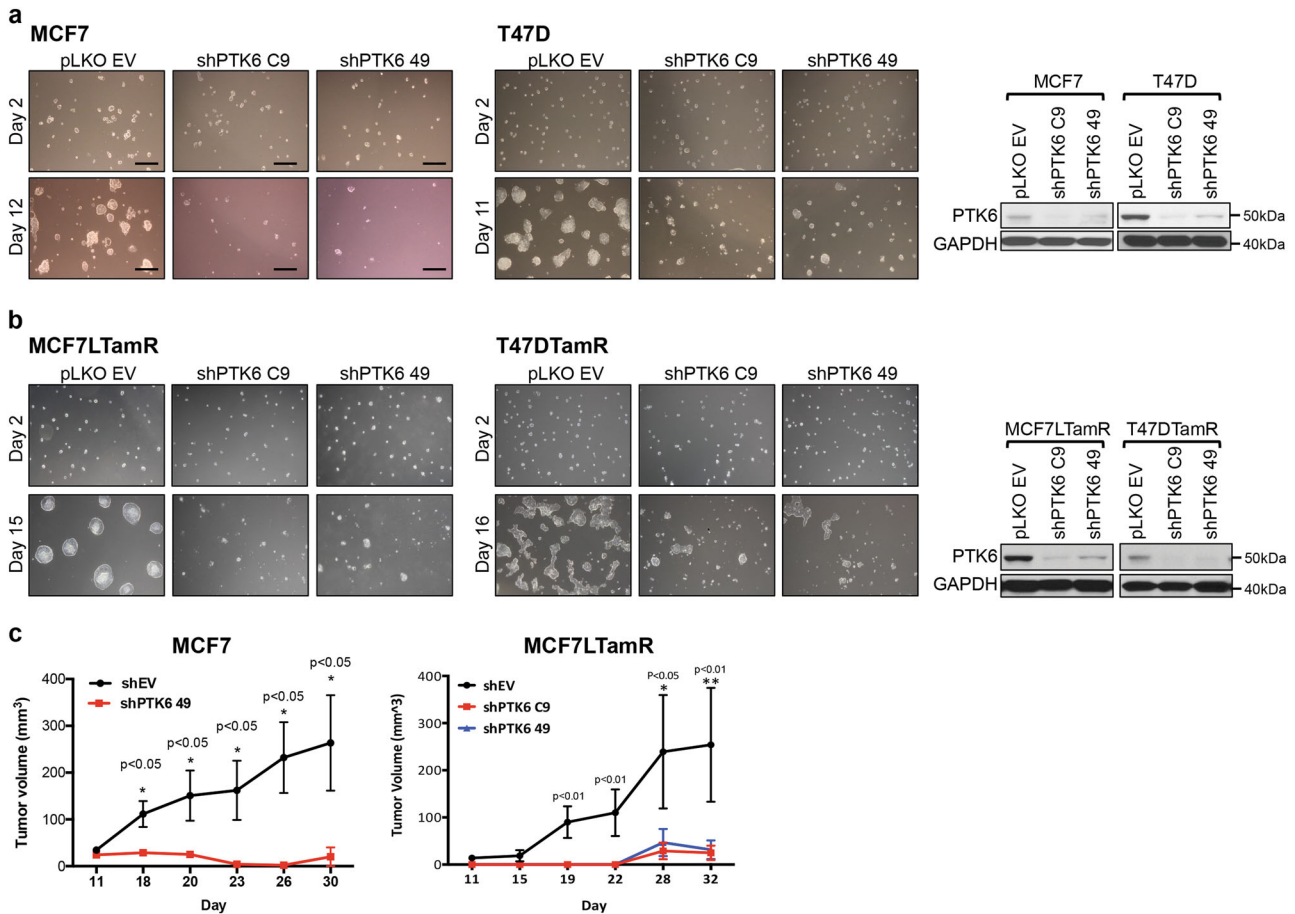 a
MCF7
pLKO EV shPTK6 C9 shPTK6 49
Day 2
Day 12
T47D
pLKO EV shPTK6 C9 shPTK6 49
Day 2
Day 11
MCF7 T47D
pLKO EV shPTK6 C9 shPTK6 49 pLKO EV shPTK6 C9 shPTK6 49
PTK6 50kDa
GAPDH 40kDa
b
MCF7LTamR
pLKO EV shPTK6 C9 shPTK6 49
Day 2
Day 15
T47DTamR
pLKO EV shPTK6 C9 shPTK6 49
Day 2
Day 16
MCF7LTamR T47DTamR
pLKO EV shPTK6 C9 shPTK6 49 pLKO EV shPTK6 C9 shPTK6 49
PTK6 50kDa
GAPDH 40kDa
c
MCF7
Tumor volume (mm³)
400
300
200
100
0
shEV
shPTK6 49
p<0.05 p<0.05 p<0.05 p<0.05 p<0.05
* * * * *
11 18 20 23 26 30
Day
MCF7LTamR
Tumor Volume (mm^3)
400
300
200
100
0
shEV
shPTK6 C9
shPTK6 49
p<0.01 p<0.01 p<0.05 p<0.01
* **
11 15 19 22 28 32
Day